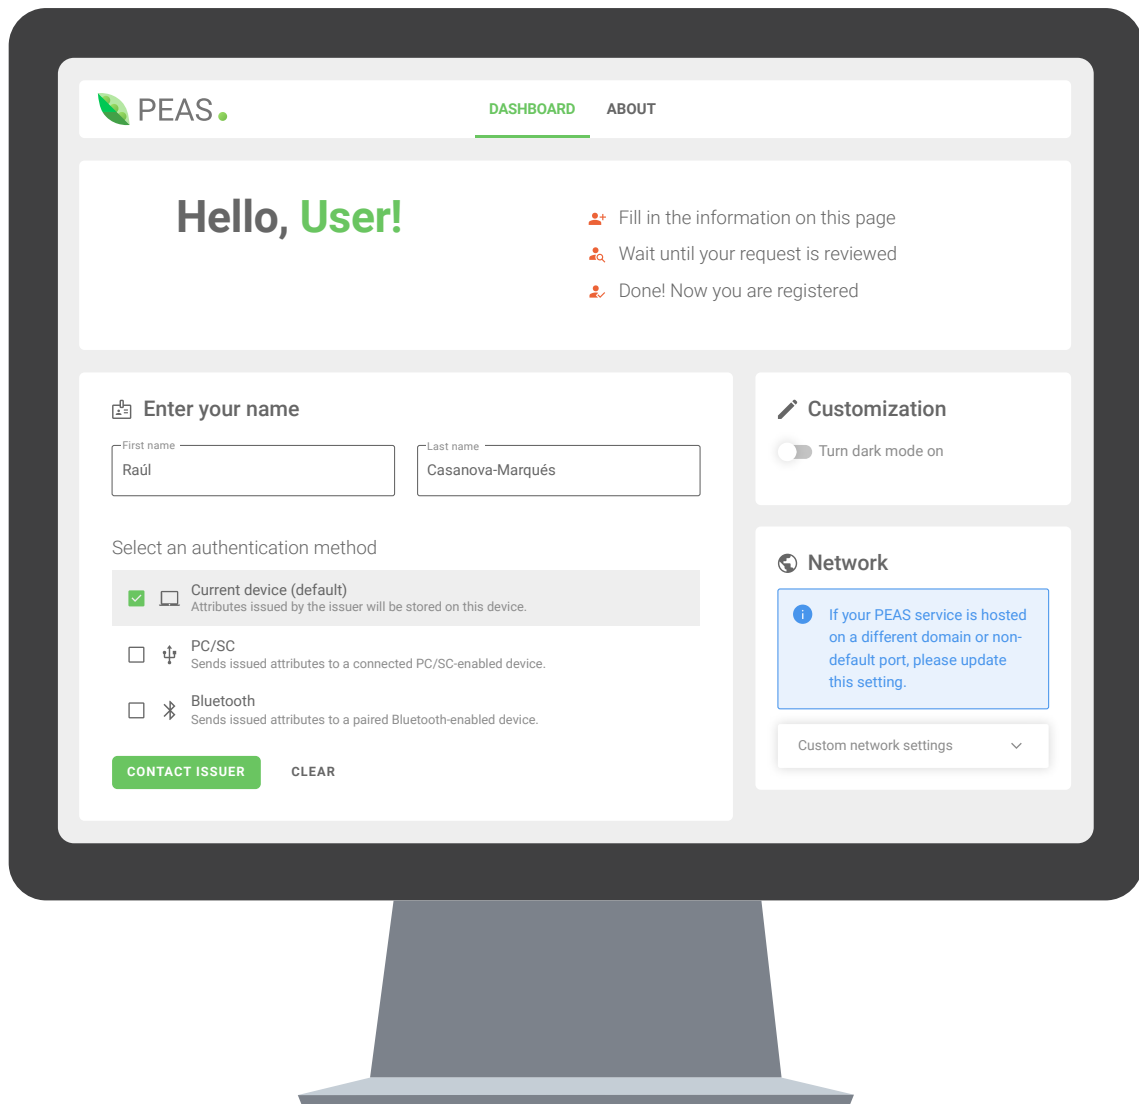 PEAS.
DASHBOARD
ABOUT
Hello, User!
Fill in the information on this page
Wait until your request is reviewed
Done! Now you are registered
Enter your name
First name
Raúl
Last name
Casanova-Marqués
Select an authentication method
Current device (default)
Attributes issued by the issuer will be stored on this device.
PC/SC
Sends issued attributes to a connected PC/SC-enabled device.
Bluetooth
Sends issued attributes to a paired Bluetooth-enabled device.
CONTACT ISSUER
CLEAR
Customization
Turn dark mode on
Network
If your PEAS service is hosted
on a different domain or non-
default port, please update
this setting.
Custom network settings